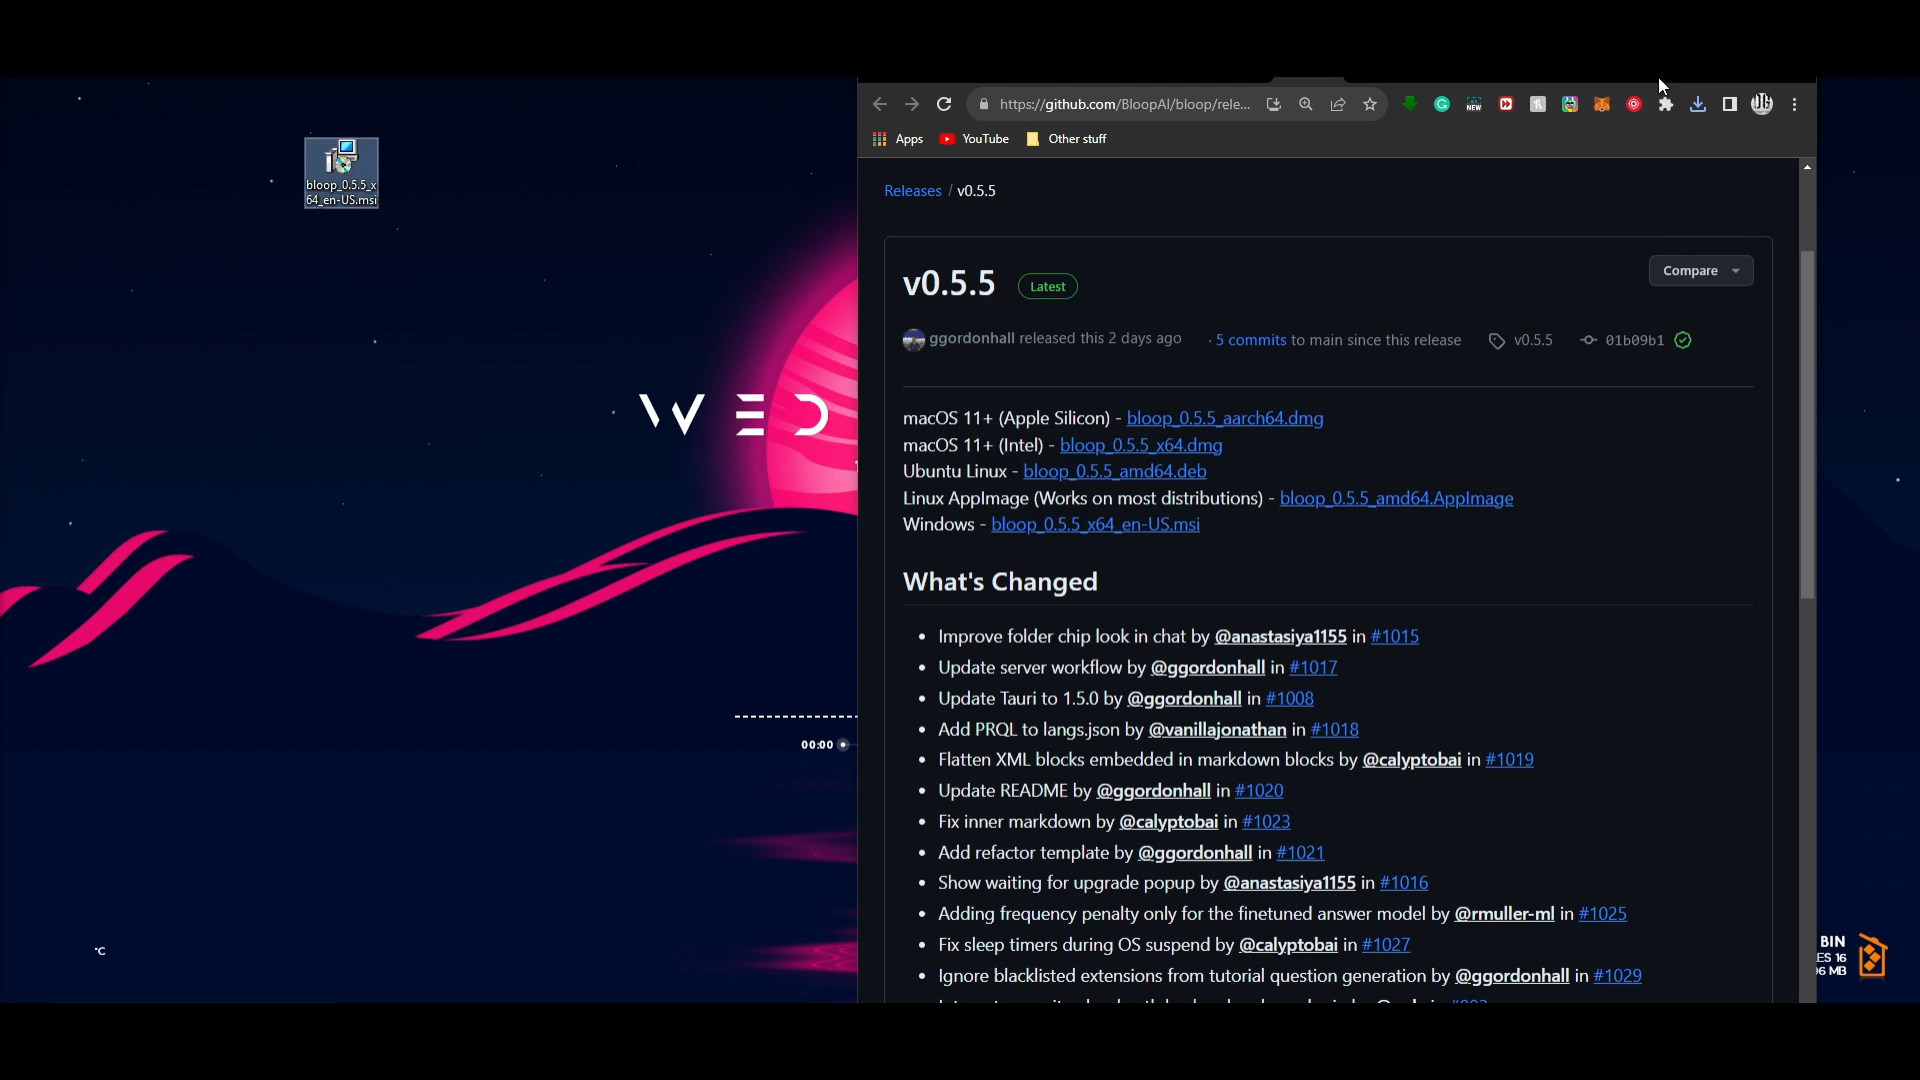 bloop_0.5.5_x
64_en-US.msi
WED
00:00
°C
https://github.com/BloopAI/bloop/rele...
NEW
Apps
YouTube
Other stuff
Releases / v0.5.5
v0.5.5
Latest
Compare
ggordonhall released this 2 days ago
· 5 commits to main since this release
v0.5.5
01b09b1
macOS 11+ (Apple Silicon) - bloop_0.5.5_aarch64.dmg
macOS 11+ (Intel) - bloop_0.5.5_x64.dmg
Ubuntu Linux - bloop_0.5.5_amd64.deb
Linux AppImage (Works on most distributions) - bloop_0.5.5_amd64.AppImage
Windows - bloop_0.5.5_x64_en-US.msi
What's Changed
• Improve folder chip look in chat by @anastasiya1155 in #1015
• Update server workflow by @ggordonhall in #1017
• Update Tauri to 1.5.0 by @ggordonhall in #1008
• Add PRQL to langs.json by @vanillajonathan in #1018
• Flatten XML blocks embedded in markdown blocks by @calyptobai in #1019
• Update README by @ggordonhall in #1020
• Fix inner markdown by @calyptobai in #1023
• Add refactor template by @ggordonhall in #1021
• Show waiting for upgrade popup by @anastasiya1155 in #1016
• Adding frequency penalty only for the finetuned answer model by @rmuller-ml in #1025
• Fix sleep timers during OS suspend by @calyptobai in #1027
• Ignore blacklisted extensions from tutorial question generation by @ggordonhall in #1029
BIN
ES 16
6 MB